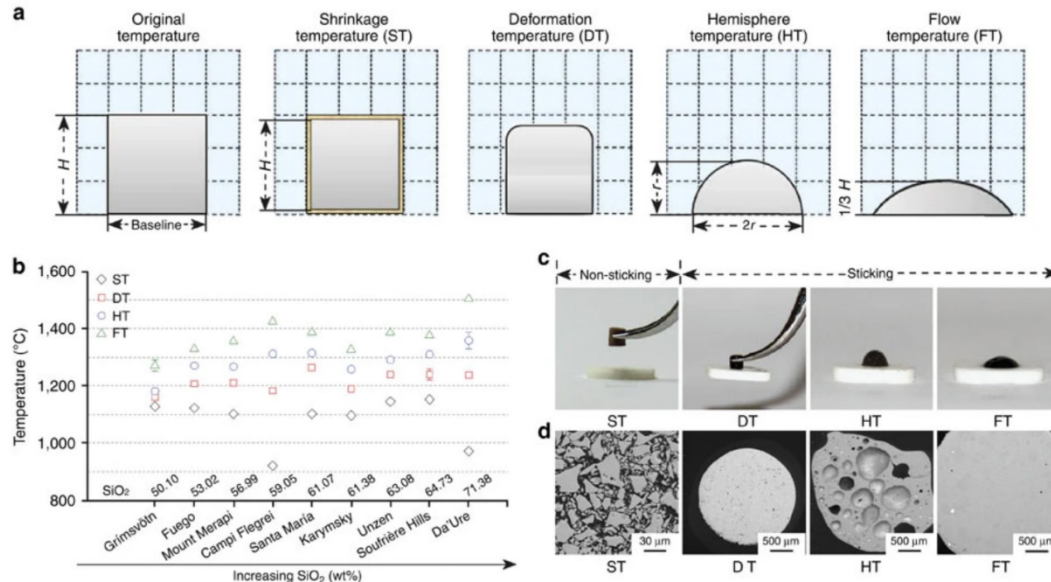 a
Original
temperature
Shrinkage
temperature (ST)
Deformation
temperature (DT)
Hemisphere
temperature (HT)
Flow
temperature (FT)
H
Baseline
H
r
2r
1/3 H
b
1,600
1,400
1,200
1,000
800
Temperature (°C)
ST
DT
HT
FT
SiO₂
50.10
53.02
56.99
59.05
61.07
61.38
63.08
64.73
71.38
Grímsvötn
Fuego
Mount Merapi
Campi Flegrei
Santa Maria
Karymsky
Unzen
Soufrière Hills
Da'Ure
Increasing SiO₂ (wt%)
c
Non-sticking
Sticking
ST
DT
HT
FT
d
30 µm
500 µm
500 µm
500 µm
ST
D T
HT
FT